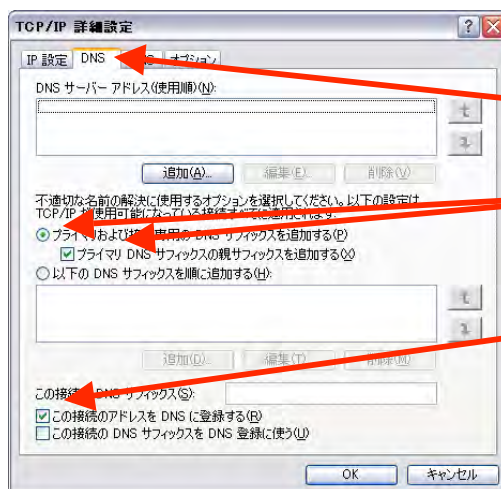 TCP/IP 詳細設定
IP 設定 DNS オプション
DNS サーバー アドレス(使用順)(N):
追加(A)... 編集(E)... 削除(V)
不適切な名前の解決に使用するオプションを選択してください。以下の設定は
TCP/IP が使用可能になっている接続すべてに適用されます:
プライマリおよび接続専用の DNS サフィックスを追加する(P)
プライマリ DNS サフィックスの親サフィックスを追加する(X)
以下の DNS サフィックスを順に追加する(H):
追加(D)... 編集(T)... 削除(M)
この接続の DNS サフィックス(S):
この接続のアドレスを DNS に登録する(R)
この接続の DNS サフィックスを DNS 登録に使う(U)
OK キャンセル